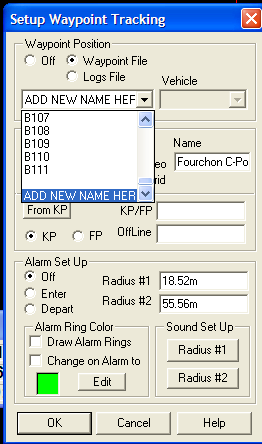 Setup Waypoint Tracking
Waypoint Position
Off
Waypoint File
Logs File
Vehicle
ADD NEW NAME HEF
B107
B108
B109
B110
B111
ADD NEW NAME HEF
Name
eo
Fourchon C-Po
rid
From KP
KP/FP
KP
FP
OffLine
Alarm Set Up
Off
Enter
Depart
Radius #1
18.52m
Radius #2
55.56m
Alarm Ring Color
Draw Alarm Rings
Change on Alarm to
Edit
Sound Set Up
Radius #1
Radius #2
OK
Cancel
Help